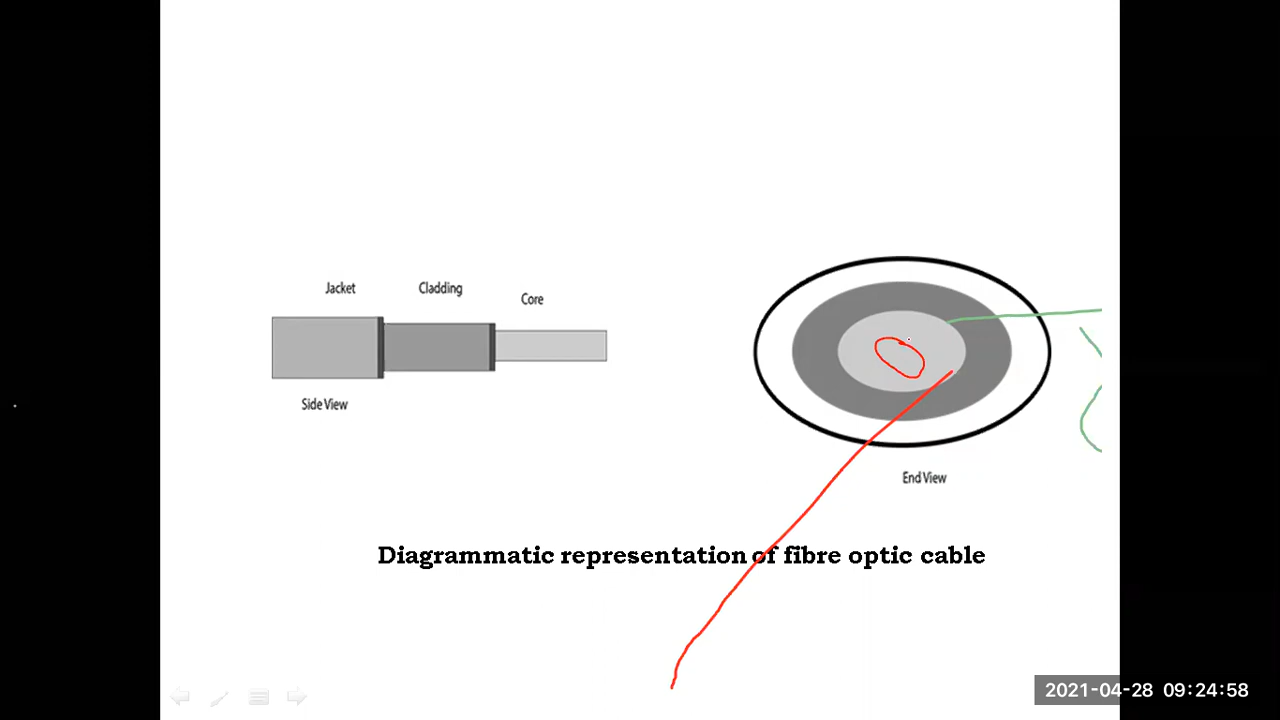 Jacket
Cladding
Core
Side View
End View
Diagrammatic representation of fibre optic cable
2021-04-28 09:24:58